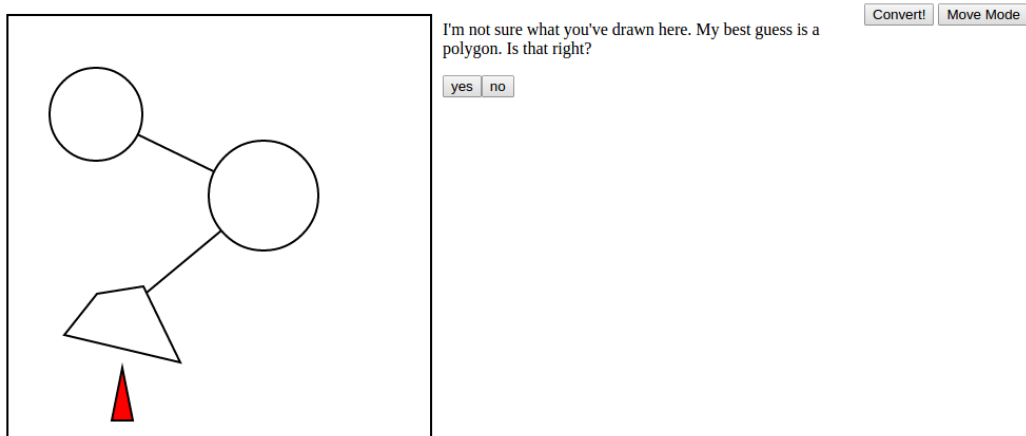 Convert! Move Mode
I'm not sure what you've drawn here. My best guess is a
polygon. Is that right?
yes no